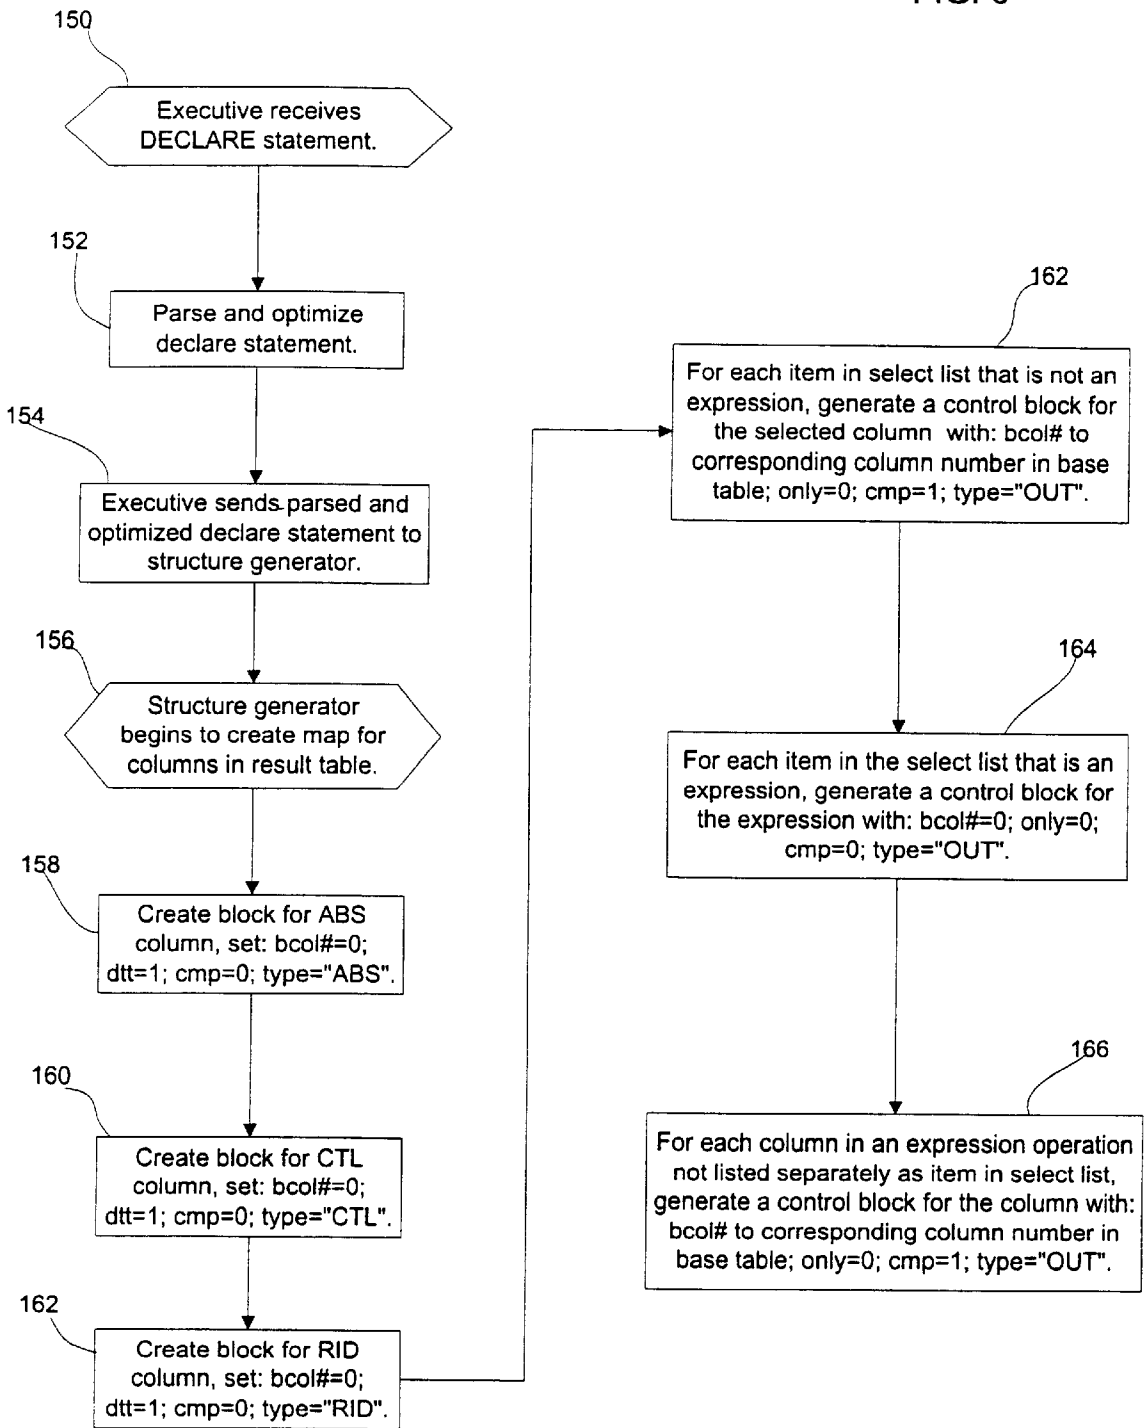 150
Executive receives
DECLARE statement.
152
Parse and optimize
declare statement.
154
Executive sends parsed and
optimized declare statement to
structure generator.
156
Structure generator
begins to create map for
columns in result table.
158
Create block for ABS
column, set: bcol#=0;
dtt=1; cmp=0; type="ABS".
160
Create block for CTL
column, set: bcol#=0;
dtt=1; cmp=0; type="CTL".
162
Create block for RID
column, set: bcol#=0;
dtt=1; cmp=0; type="RID".
162
For each item in select list that is not an
expression, generate a control block for
the selected column with: bcol# to
corresponding column number in base
table; only=0; cmp=1; type="OUT".
164
For each item in the select list that is an
expression, generate a control block for
the expression with: bcol#=0; only=0;
cmp=0; type="OUT".
166
For each column in an expression operation
not listed separately as item in select list,
generate a control block for the column with:
bcol# to corresponding column number in
base table; only=0; cmp=1; type="OUT".